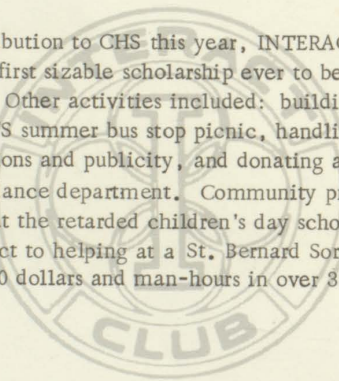 bution to CHS this year, INTERAC
first sizable scholarship ever to be
Other activities included: buildi
S summer bus stop picnic, handli
ons and publicity, and donating a
ance department. Community pr
t the retarded children's day scho
ct to helping at a St. Bernard Sor
0 dollars and man-hours in over 3
INTERACT
CLUB